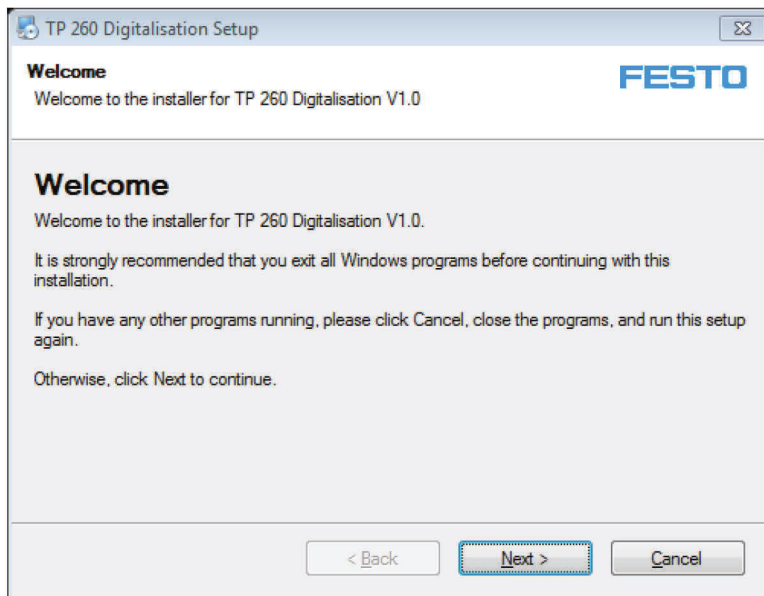 TP 260 Digitalisation Setup
Welcome
Welcome to the installer for TP 260 Digitalisation V1.0
FESTO
Welcome
Welcome to the installer for TP 260 Digitalisation V1.0.
It is strongly recommended that you exit all Windows programs before continuing with this
installation.
If you have any other programs running, please click Cancel, close the programs, and run this setup
again.
Otherwise, click Next to continue.
< Back
Next >
Cancel